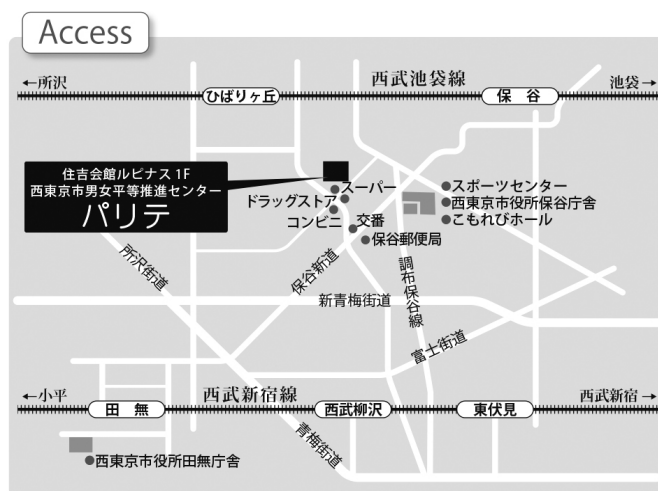 Access
←所沢
西武池袋線
池袋→
ひばりヶ丘
保谷
住吉会館ルピナス1F
西東京市男女平等推進センター
パリテ
スーパー
ドラッグストア
コンビニ
交番
保谷郵便局
スポーツセンター
西東京市役所保谷庁舎
こもれびホール
所沢街道
保谷新道
調布保谷線
新青梅街道
富士街道
←小平
西武新宿線
西武新宿→
田無
西武柳沢
東伏見
青梅街道
西東京市役所田無庁舎